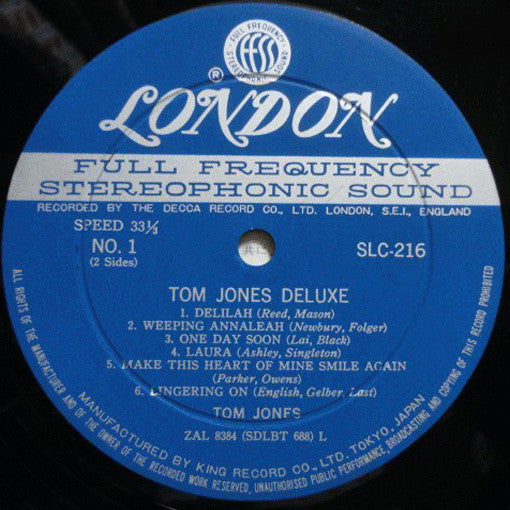 FULL FREQUENCY
ffss
STEREOPHONIC SOUND
®
LONDON
FULL FREQUENCY
STEREOPHONIC SOUND
RECORDED BY THE DECCA RECORD CO., LTD. LONDON, S.E.I., ENGLAND
SPEED 33⅓
NO. 1
(2 Sides)
SLC-216
TOM JONES DELUXE
1. DELILAH (Reed, Mason)
2. WEEPING ANNALEAH (Newbury, Folger)
3. ONE DAY SOON (Lai, Black)
4. LAURA (Ashley, Singleton)
5. MAKE THIS HEART OF MINE SMILE AGAIN
(Parker, Owens)
6. LINGERING ON (English, Gelber, Last)
TOM JONES
ZAL 8384 (SDLBT 688) L
MANUFACTURED BY KING RECORD CO., LTD. TOKYO, JAPAN
ALL RIGHTS OF THE MANUFACTURER AND OF THE OWNER OF THE RECORDED WORK RESERVED, UNAUTHORISED PUBLIC PERFORMANCE, BROADCASTING AND COPYING OF THIS RECORD PROHIBITED